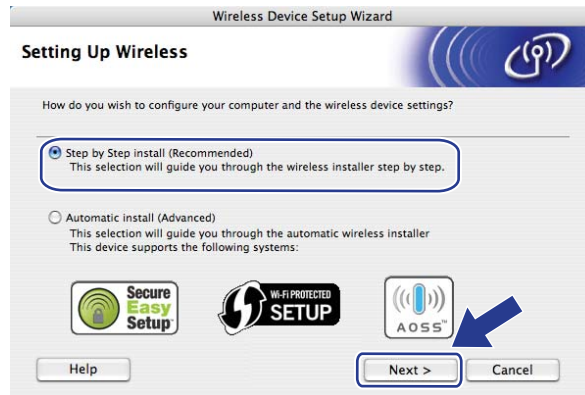 Wireless Device Setup Wizard
Setting Up Wireless
How do you wish to configure your computer and the wireless device settings?
Step by Step install (Recommended)
This selection will guide you through the wireless installer step by step.
Automatic install (Advanced)
This selection will guide you through the automatic wireless installer
This device supports the following systems:
Secure
Easy
Setup
Wi-Fi PROTECTED
SETUP
AOSS™
Help
Next >
Cancel